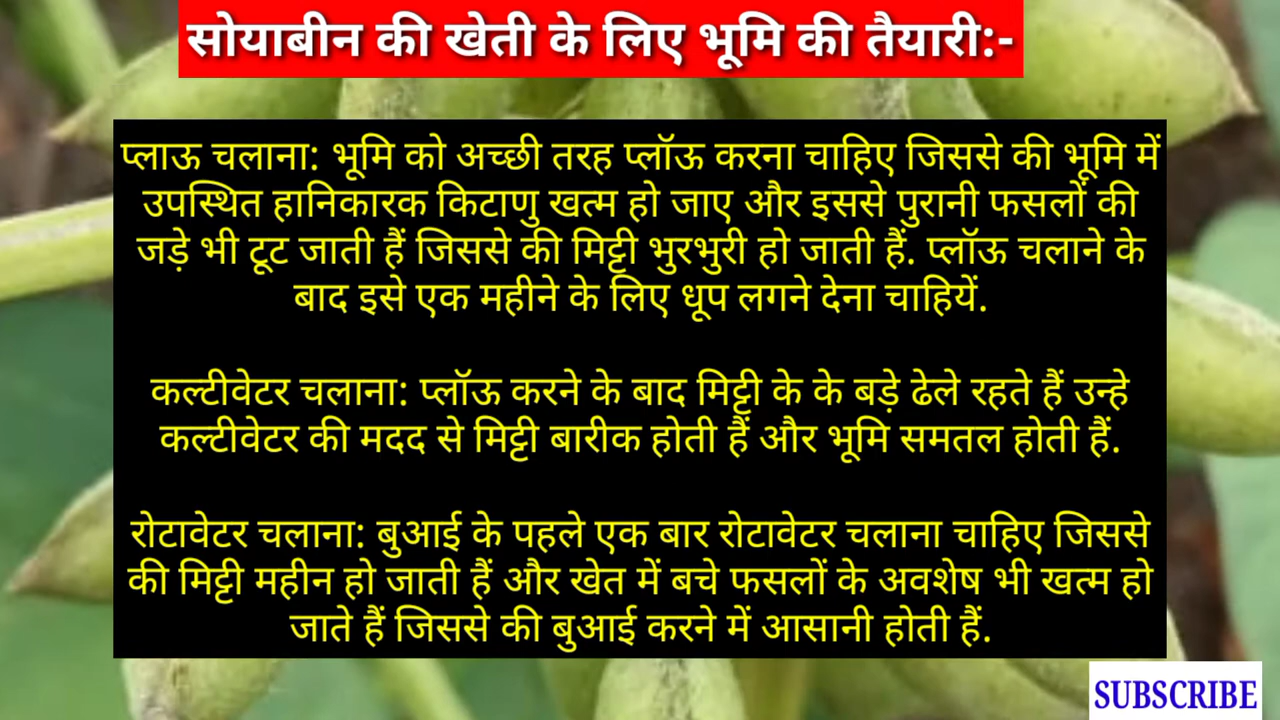 सोयाबीन की खेती के लिए भूमि की तैयारी:-
प्लाऊ चलाना: भूमि को अच्छी तरह प्लॉऊ करना चाहिए जिससे की भूमि में
उपस्थित हानिकारक किटाणु खत्म हो जाए और इससे पुरानी फसलों की
जड़े भी टूट जाती हैं जिससे की मिट्टी भुरभुरी हो जाती हैं. प्लॉऊ चलाने के
बाद इसे एक महीने के लिए धूप लगने देना चाहियें.
कल्टीवेटर चलाना: प्लॉऊ करने के बाद मिट्टी के के बड़े ढेले रहते हैं उन्हे
कल्टीवेटर की मदद से मिट्टी बारीक होती हैं और भूमि समतल होती हैं.
रोटावेटर चलाना: बुआई के पहले एक बार रोटावेटर चलाना चाहिए जिससे
की मिट्टी महीन हो जाती हैं और खेत में बचे फसलों के अवशेष भी खत्म हो
जाते हैं जिससे की बुआई करने में आसानी होती हैं.
SUBSCRIBE